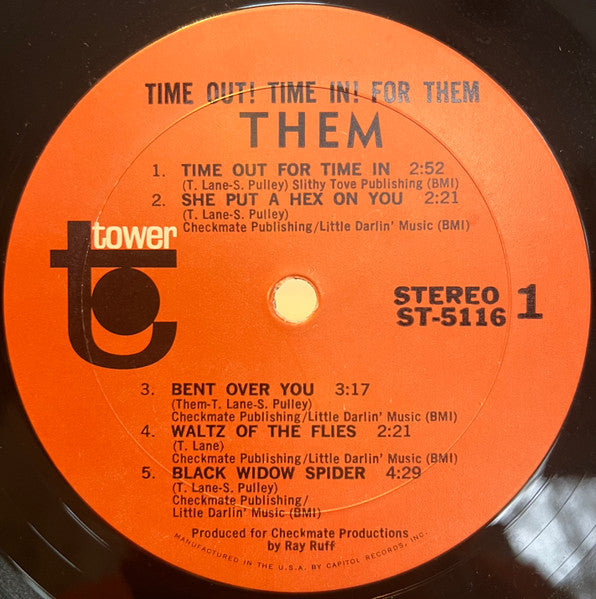 TIME OUT! TIME IN! FOR THEM
THEM
1. TIME OUT FOR TIME IN 2:52
(T. Lane-S. Pulley) Slithy Tove Publishing (BMI)
2. SHE PUT A HEX ON YOU 2:21
(T. Lane-S. Pulley)
Checkmate Publishing/Little Darlin' Music (BMI)
tower
STEREO 1
ST-5116
3. BENT OVER YOU 3:17
(Them-T. Lane-S. Pulley)
Checkmate Publishing/Little Darlin' Music (BMI)
4. WALTZ OF THE FLIES 2:21
(T. Lane)
Checkmate Publishing/Little Darlin' Music (BMI)
5. BLACK WIDOW SPIDER 4:29
(T. Lane-S. Pulley)
Checkmate Publishing/
Little Darlin' Music (BMI)
Produced for Checkmate Productions
by Ray Ruff
MANUFACTURED IN THE U.S.A. BY CAPITOL RECORDS, INC.